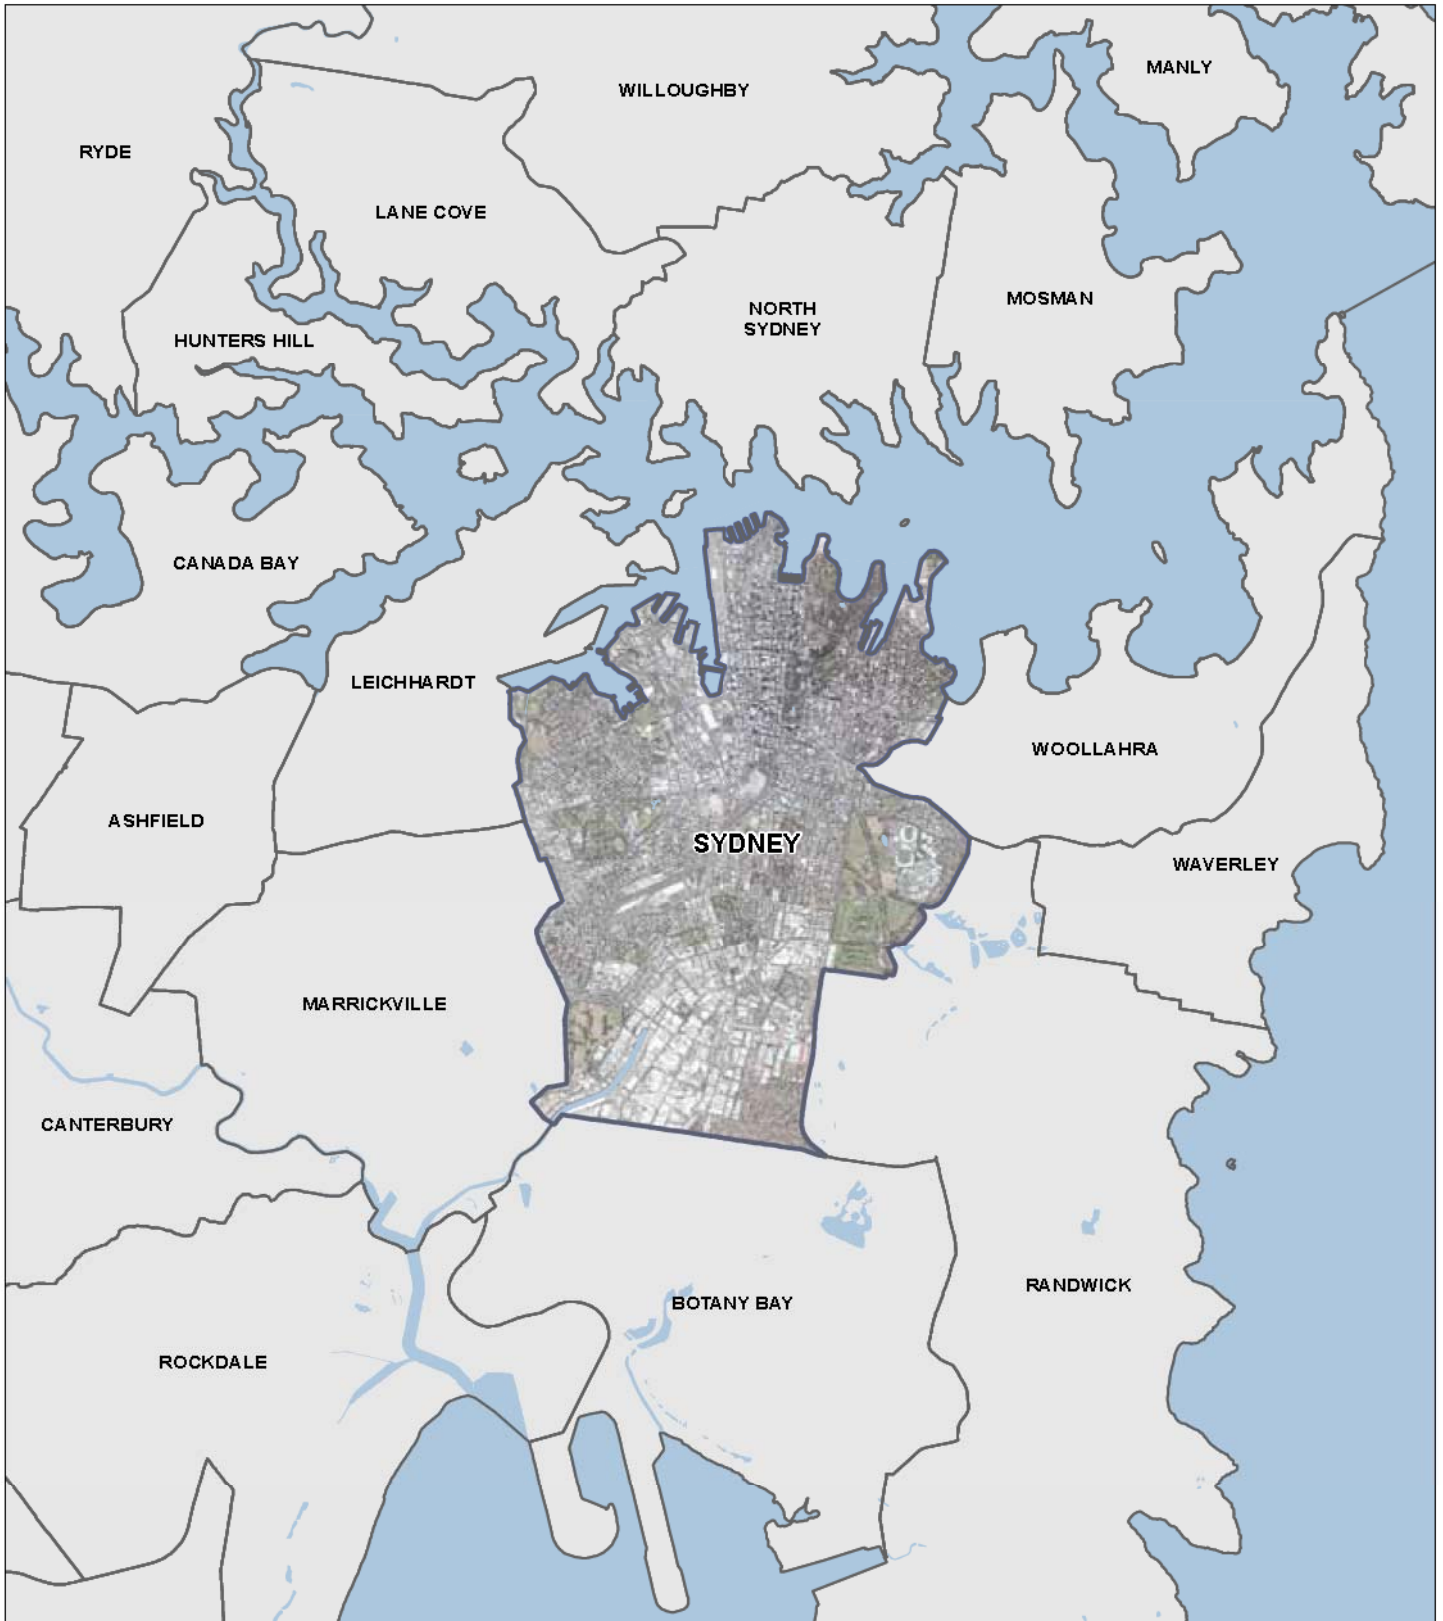 MANLY
WILLOUGHBY
RYDE
LANE COVE
MOSMAN
NORTH
SYDNEY
HUNTERS HILL
CANADA BAY
LEICHHARDT
WOOLLAHRA
ASHFIELD
SYDNEY
WAVERLEY
MARRICKVILLE
CANTERBURY
RANDWICK
BOTANY BAY
ROCKDALE